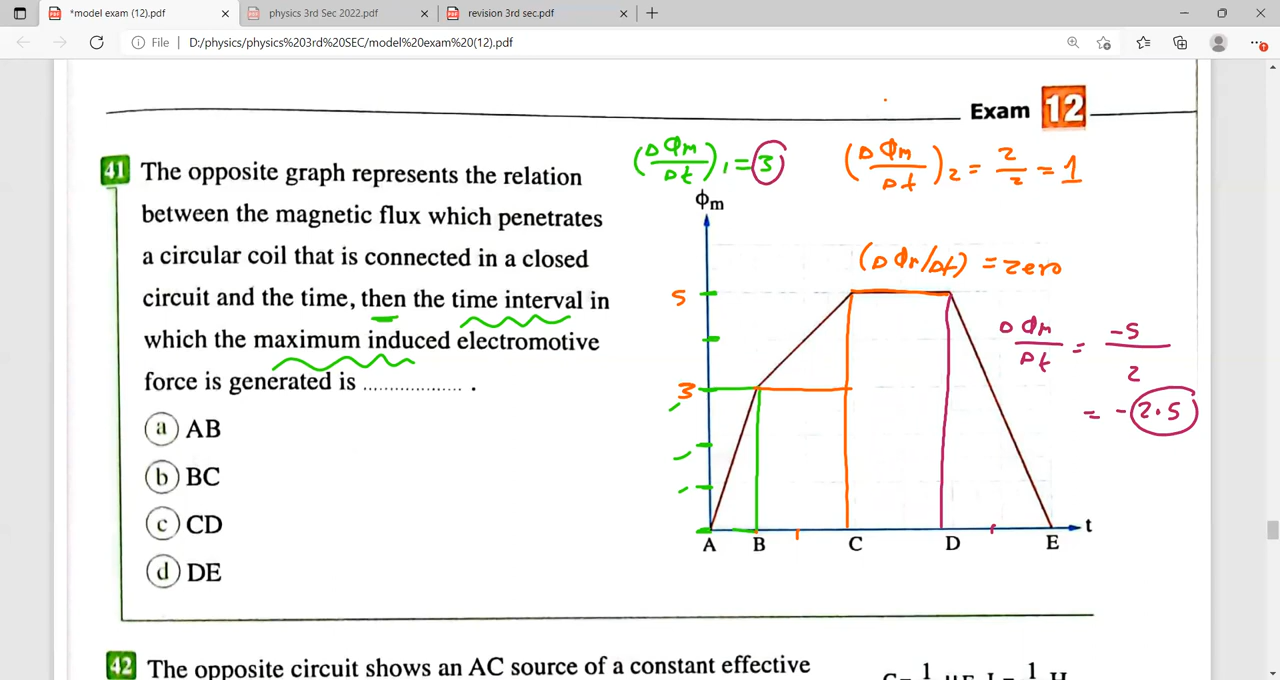 *model exam (12).pdf
physics 3rd Sec 2022.pdf
revision 3rd sec.pdf
File
D:/physics/physics%203rd%20SEC/model%20exam%20(12).pdf
Exam 12
41 The opposite graph represents the relation
between the magnetic flux which penetrates
a circular coil that is connected in a closed
circuit and the time, then the time interval in
which the maximum induced electromotive
force is generated is .................. .
a AB
b BC
c CD
d DE
(Δφm/Δt)1 = 3
(Δφm/Δt)2 = 2/2 = 1
ϕm
(Δφm/Δt) = zero
5
3
Δφm/Δt = -5/2
= -2.5
t
A B C D E
42 The opposite circuit shows an AC source of a constant effective